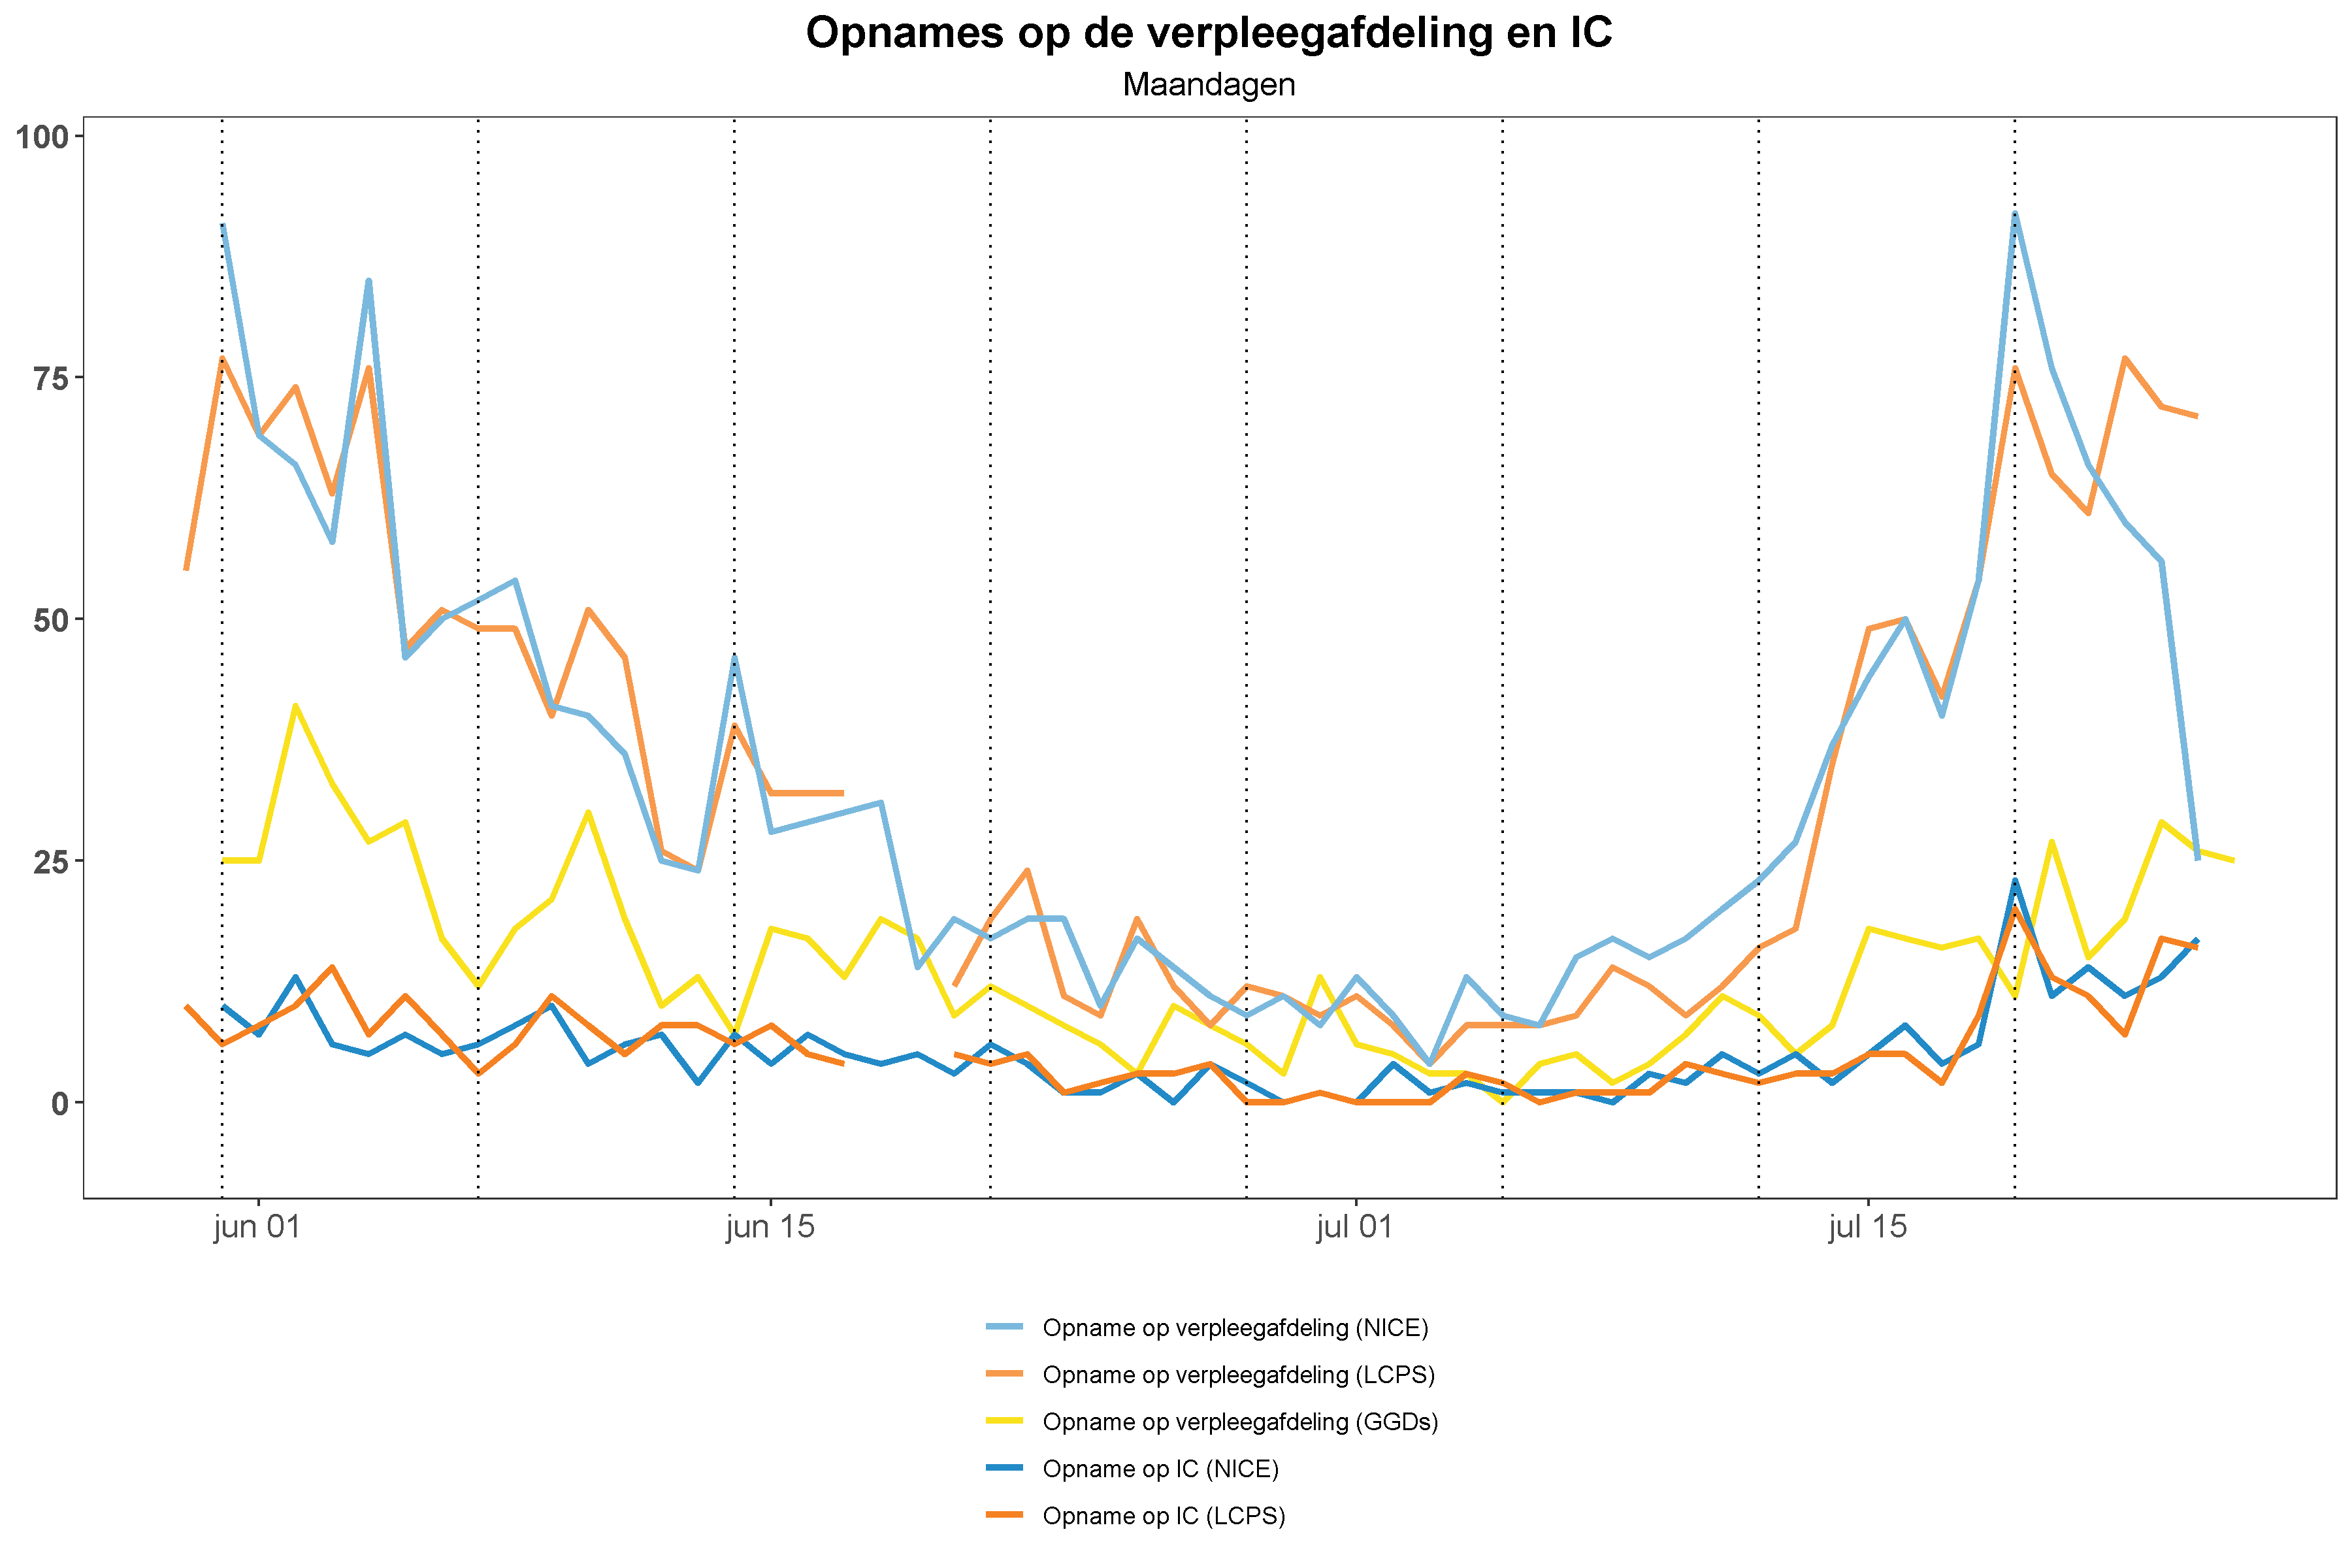 Opnames op de verpleegafdeling en IC
Maandagen
100
75
50
25
0
jun 01
jun 15
jul 01
jul 15
Opname op verpleegafdeling (NICE)
Opname op verpleegafdeling (LCPS)
Opname op verpleegafdeling (GGDs)
Opname op IC (NICE)
Opname op IC (LCPS)